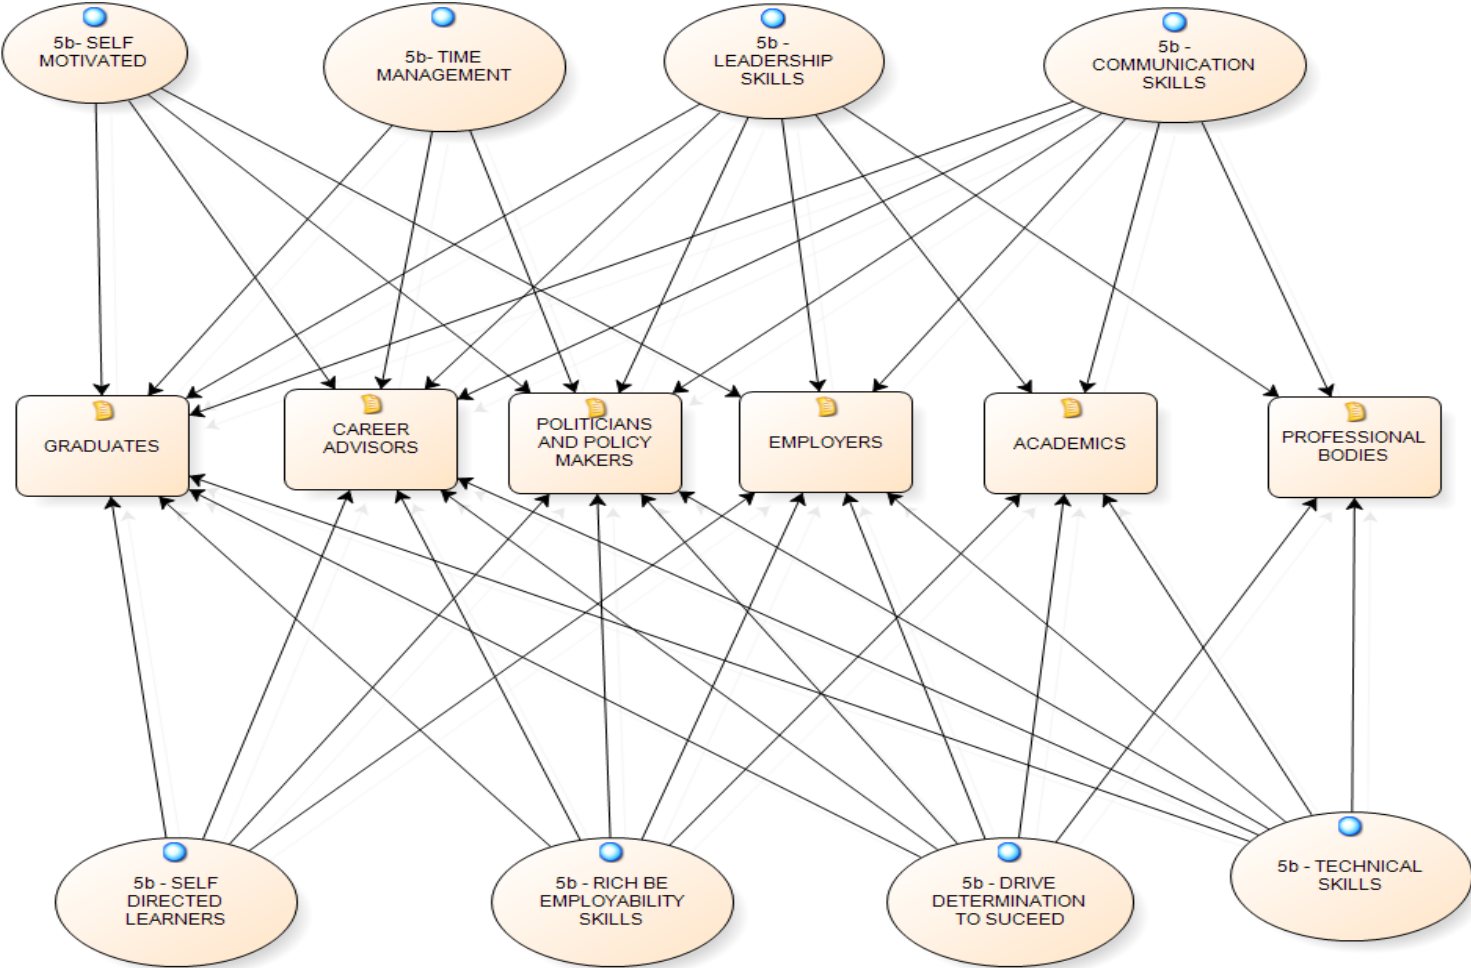 5b- SELF
MOTIVATED
5b- TIME
MANAGEMENT
5b -
LEADERSHIP
SKILLS
5b -
COMMUNICATION
SKILLS
GRADUATES
CAREER
ADVISORS
POLITICIANS
AND POLICY
MAKERS
EMPLOYERS
ACADEMICS
PROFESSIONAL
BODIES
5b - SELF
DIRECTED
LEARNERS
5b - RICH BE
EMPLOYABILITY
SKILLS
5b - DRIVE
DETERMINATION
TO SUCEED
5b - TECHNICAL
SKILLS